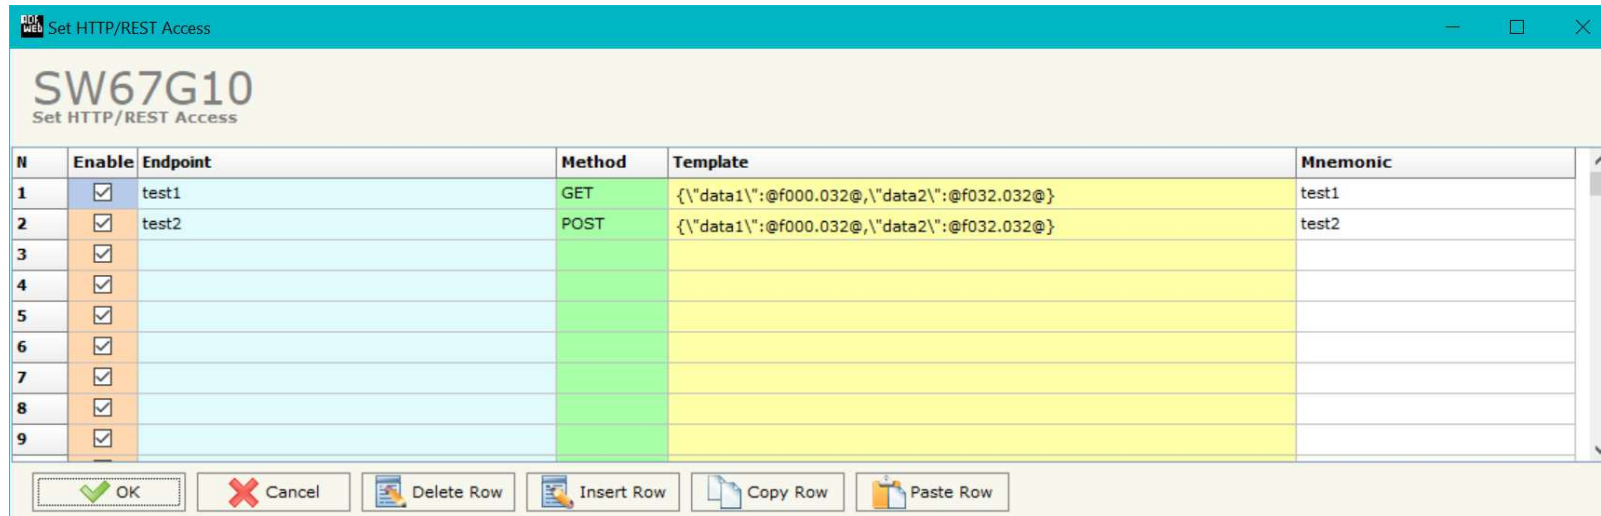 ADF WEB Set HTTP/REST Access
SW67G10
Set HTTP/REST Access
N Enable Endpoint Method Template Mnemonic
1 test1 GET {\"data1\":@f000.032@,\"data2\":@f032.032@} test1
2 test2 POST {\"data1\":@f000.032@,\"data2\":@f032.032@} test2
3
4
5
6
7
8
9
OK Cancel Delete Row Insert Row Copy Row Paste Row